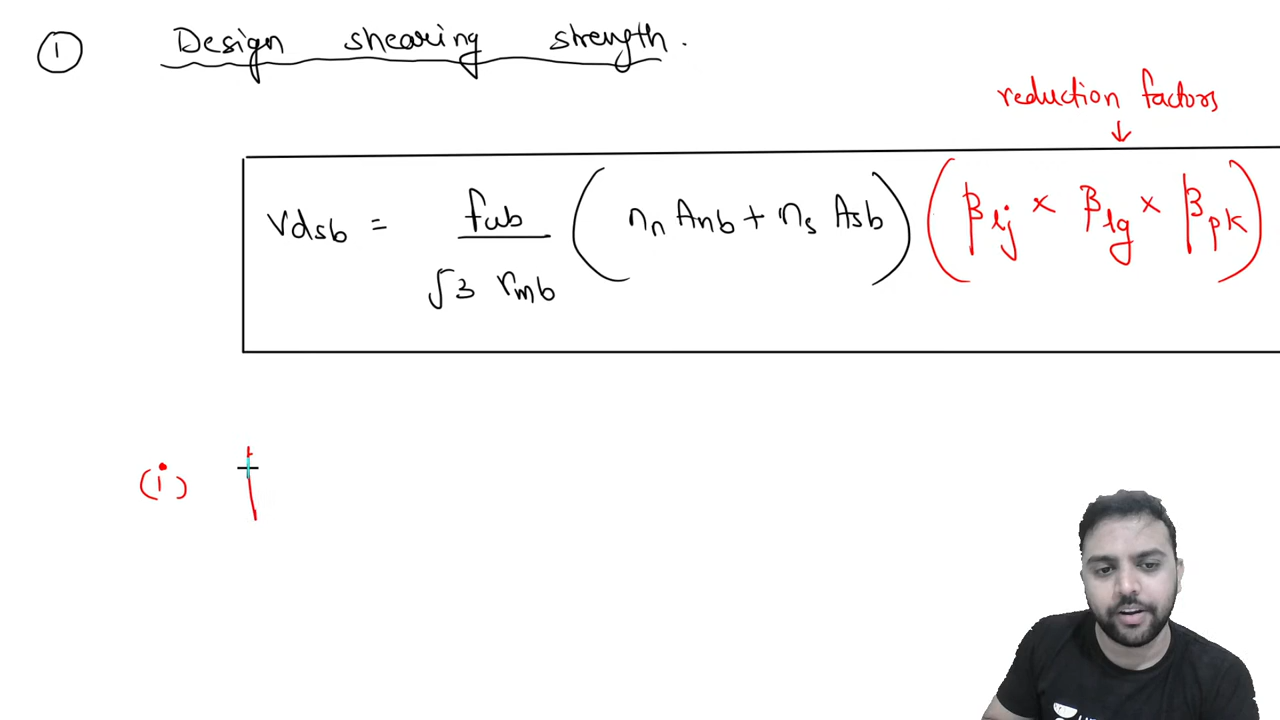 ① Design shearing strength.
reduction factors
↓
Vdsb = fub / √3 γmb (nn Anb + ns Asb) (βlj × βlg × βpk)
(i)